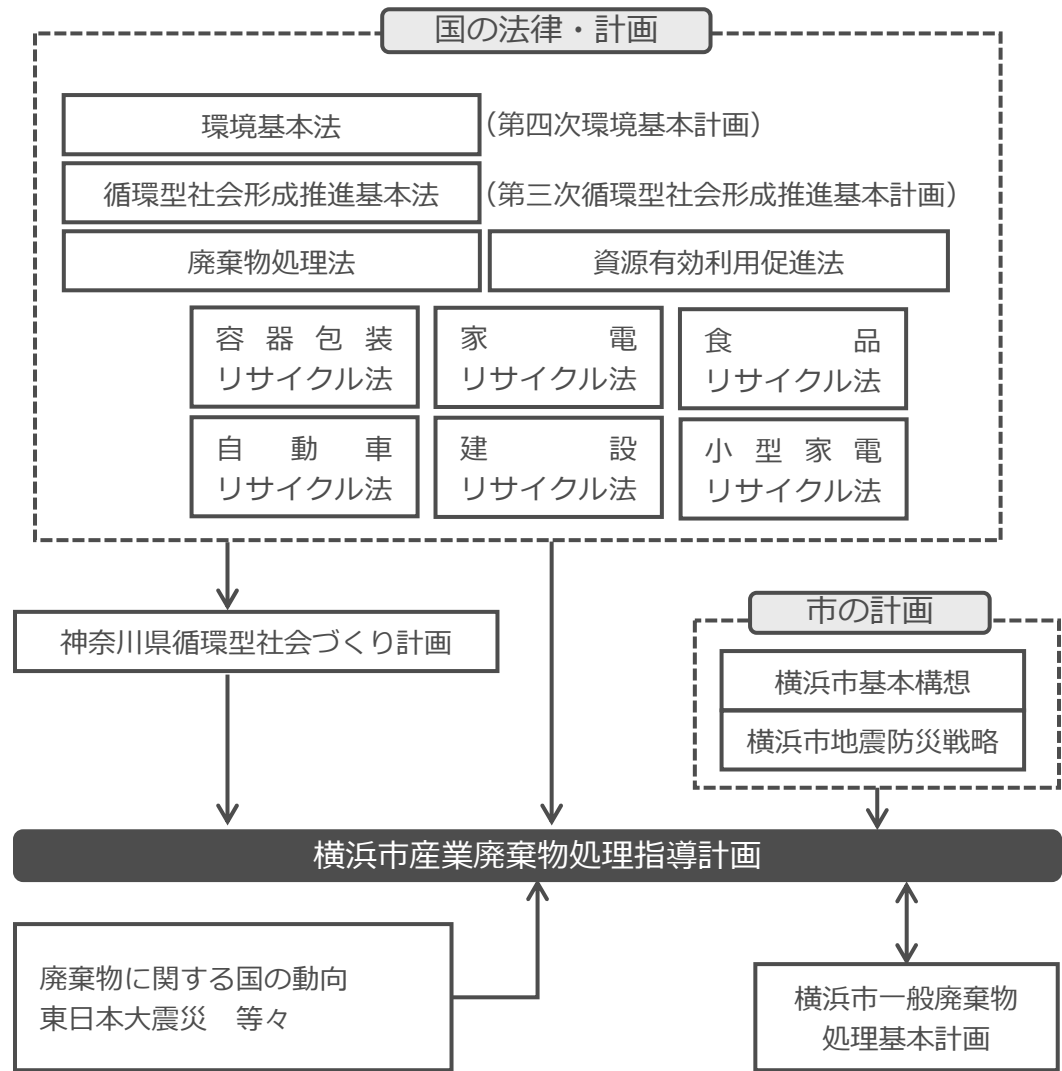 国の法律・計画
環境基本法
(第四次環境基本計画)
循環型社会形成推進基本法
(第三次循環型社会形成推進基本計画)
廃棄物処理法
資源有効利用促進法
容器包装
リサイクル法
家電
リサイクル法
食品
リサイクル法
自動車
リサイクル法
建設
リサイクル法
小型家電
リサイクル法
神奈川県循環型社会づくり計画
市の計画
横浜市基本構想
横浜市地震防災戦略
横浜市産業廃棄物処理指導計画
廃棄物に関する国の動向
東日本大震災　等々
横浜市一般廃棄物
処理基本計画